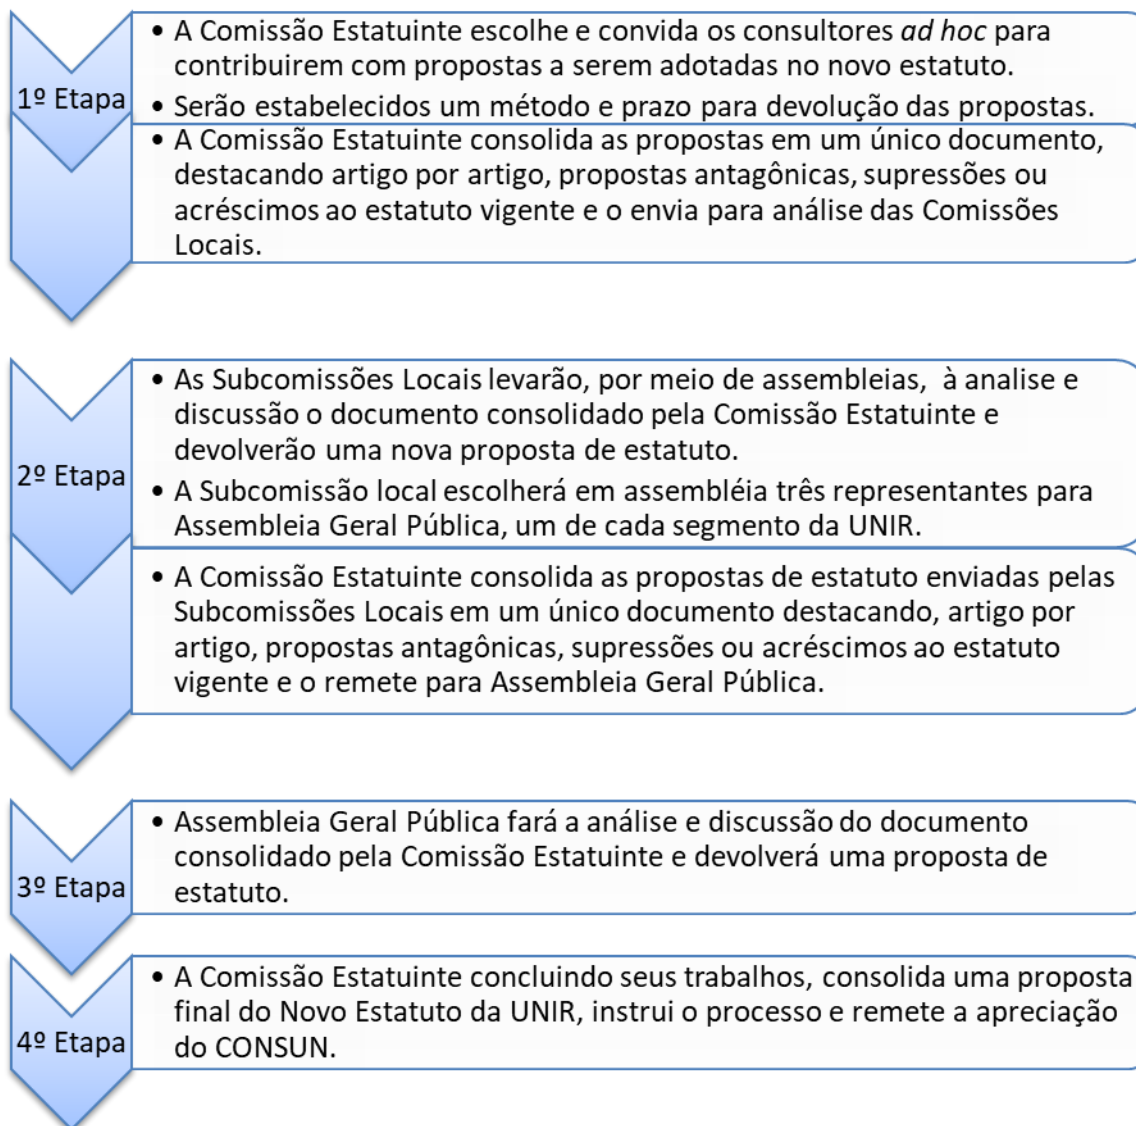 • A Comissão Estatuinte escolhe e convida os consultores ad hoc para
contribuirem com propostas a serem adotadas no novo estatuto.
1º Etapa
• Serão estabelecidos um método e prazo para devolução das propostas.
• A Comissão Estatuinte consolida as propostas em um único documento,
destacando artigo por artigo, propostas antagônicas, supressões ou
acréscimos ao estatuto vigente e o envia para análise das Comissões
Locais.
• As Subcomissões Locais levarão, por meio de assembleias, à analise e
discussão o documento consolidado pela Comissão Estatuinte e
devolverão uma nova proposta de estatuto.
2º Etapa
• A Subcomissão local escolherá em assembléia três representantes para
Assembleia Geral Pública, um de cada segmento da UNIR.
• A Comissão Estatuinte consolida as propostas de estatuto enviadas pelas
Subcomissões Locais em um único documento destacando, artigo por
artigo, propostas antagônicas, supressões ou acréscimos ao estatuto
vigente e o remete para Assembleia Geral Pública.
• Assembleia Geral Pública fará a análise e discussão do documento
consolidado pela Comissão Estatuinte e devolverá uma proposta de
estatuto.
3º Etapa
• A Comissão Estatuinte concluindo seus trabalhos, consolida uma proposta
final do Novo Estatuto da UNIR, instrui o processo e remete a apreciação
do CONSUN.
4º Etapa